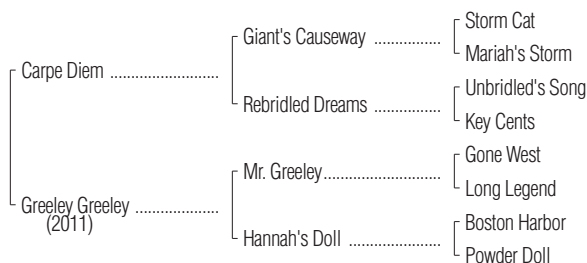 Storm Cat
Giant's Causeway ................
Mariah's Storm
Carpe Diem ..........................
Unbridled's Song
Rebridled Dreams ...............
Key Cents
Gone West
Mr. Greeley............................
Long Legend
Greeley Greeley ....................
(2011)
Boston Harbor
Hannah's Doll .......................
Powder Doll